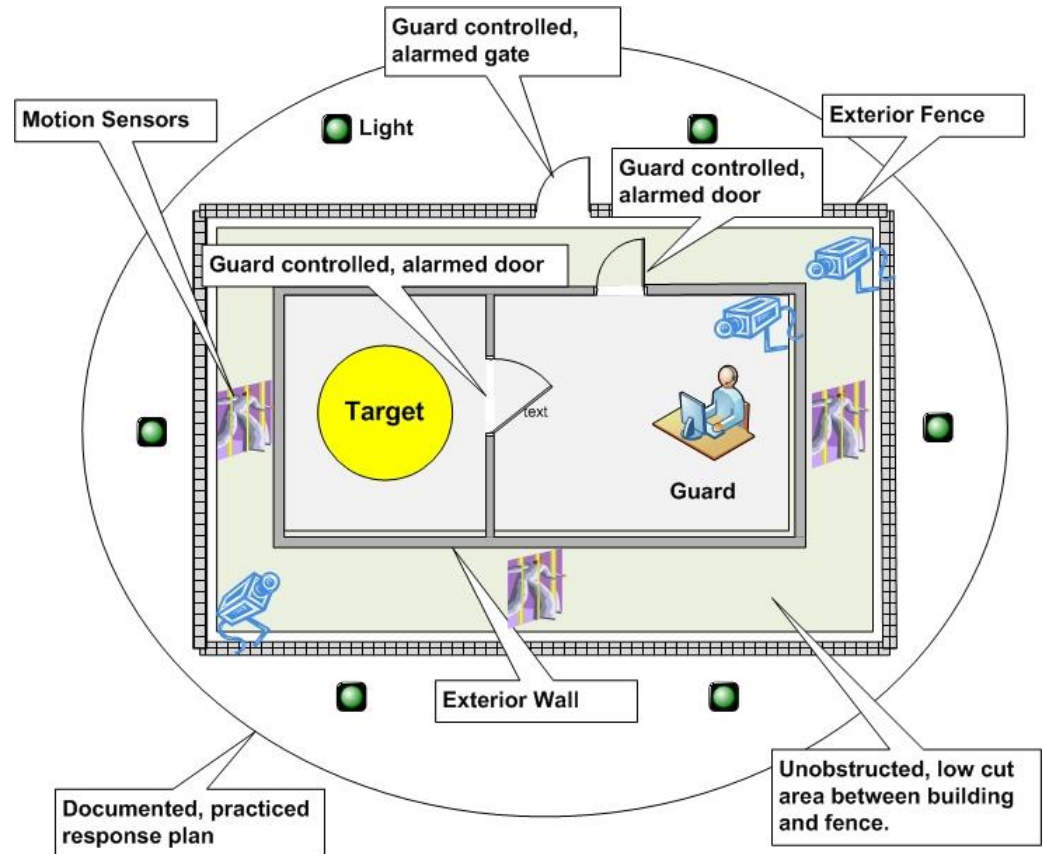 Guard controlled,
alarmed gate
Motion Sensors
Light
Exterior Fence
Guard controlled,
alarmed door
Guard controlled, alarmed door
Target
text
Guard
Exterior Wall
Documented, practiced
response plan
Unobstructed, low cut
area between building
and fence.